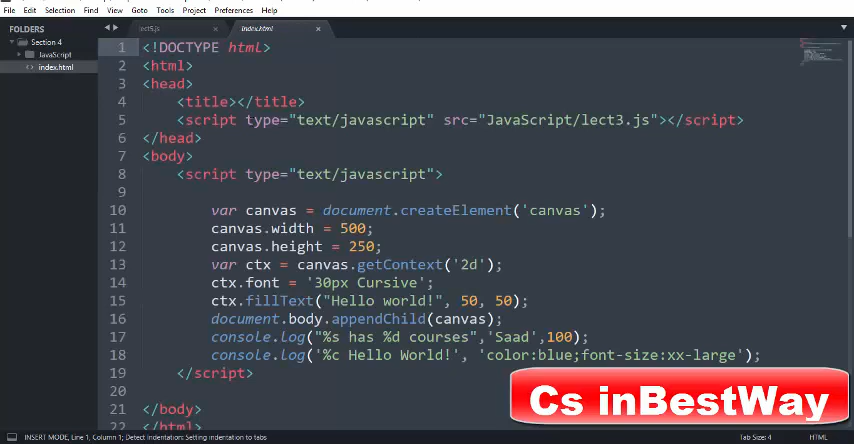 File Edit Selection Find View Goto Tools Project Preferences Help
FOLDERS
Section 4
JavaScript
index.html
lect5.js ×
index.html ×
1 <!DOCTYPE html>
2 <html>
3 <head>
4 <title></title>
5 <script type="text/javascript" src="JavaScript/lect3.js"></script>
6 </head>
7 <body>
8 <script type="text/javascript">
9
10 var canvas = document.createElement('canvas');
11 canvas.width = 500;
12 canvas.height = 250;
13 var ctx = canvas.getContext('2d');
14 ctx.font = '30px Cursive';
15 ctx.fillText("Hello world!", 50, 50);
16 document.body.appendChild(canvas);
17 console.log("%s has %d courses",'Saad',100);
18 console.log('%c Hello World!', 'color:blue;font-size:xx-large');
19 </script>
20
21 </body>
22 </html>
Cs inBestWay
INSERT MODE, Line 1, Column 1; Detect Indentation: Setting indentation to tabs
Tab Size: 4
HTML